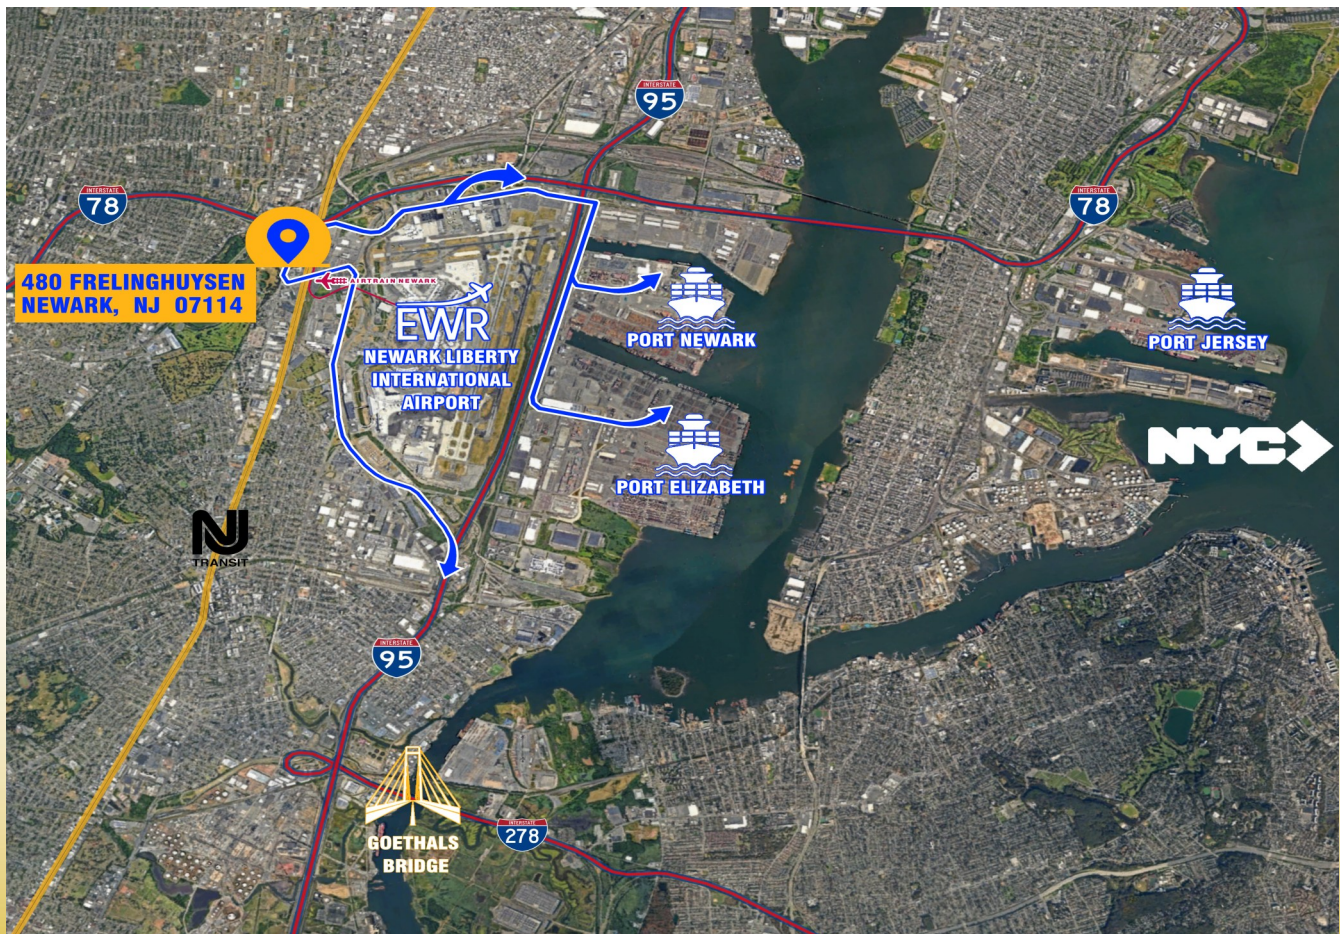 INTERSTATE
95
INTERSTATE
78
INTERSTATE
78
480 FRELINGHUYSEN
NEWARK, NJ 07114
AIRTRAIN NEWARK
EWR
NEWARK LIBERTY
INTERNATIONAL
AIRPORT
PORT NEWARK
PORT JERSEY
PORT ELIZABETH
NYC
NJ
TRANSIT
INTERSTATE
95
GOETHALS
BRIDGE
INTERSTATE
278